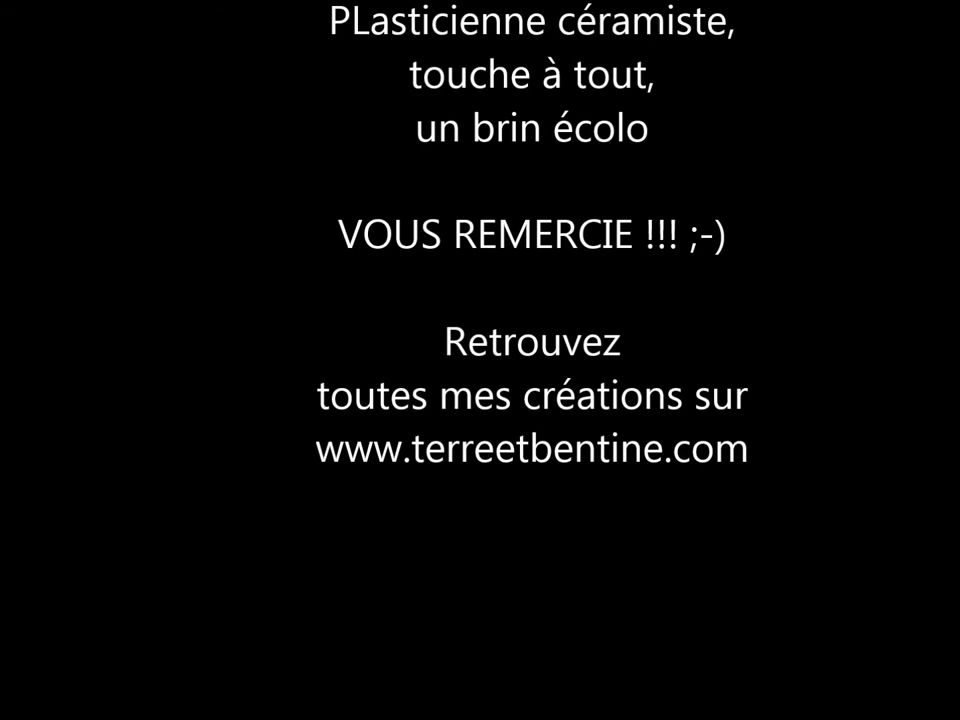 PLasticienne céramiste,
touche à tout,
un brin écolo
VOUS REMERCIE !!! ;-)
Retrouvez
toutes mes créations sur
www.terreetbentine.com